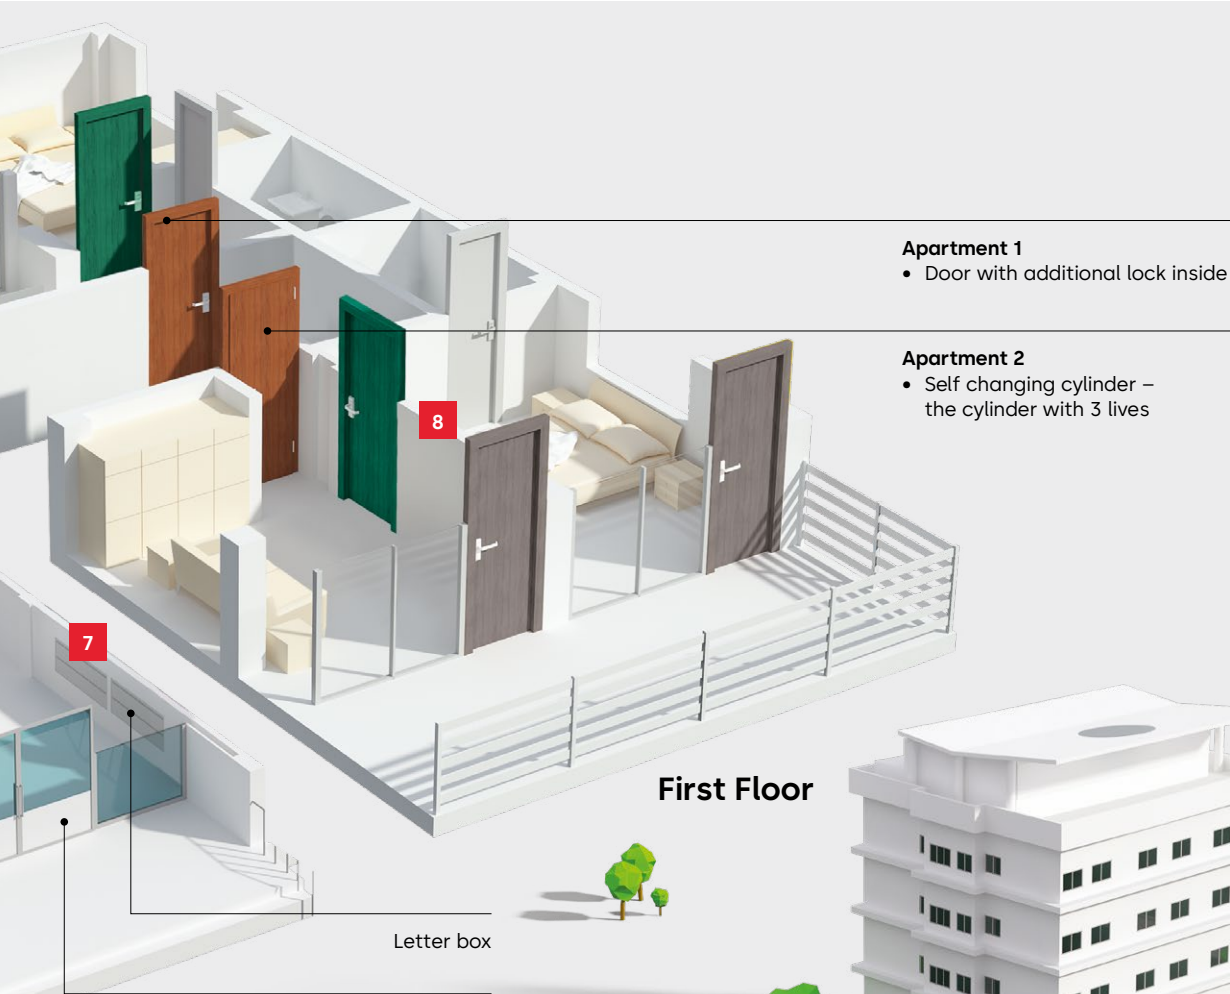 Apartment 1
• Door with additional lock inside
Apartment 2
• Self changing cylinder –
the cylinder with 3 lives
8
7
First Floor
Letter box